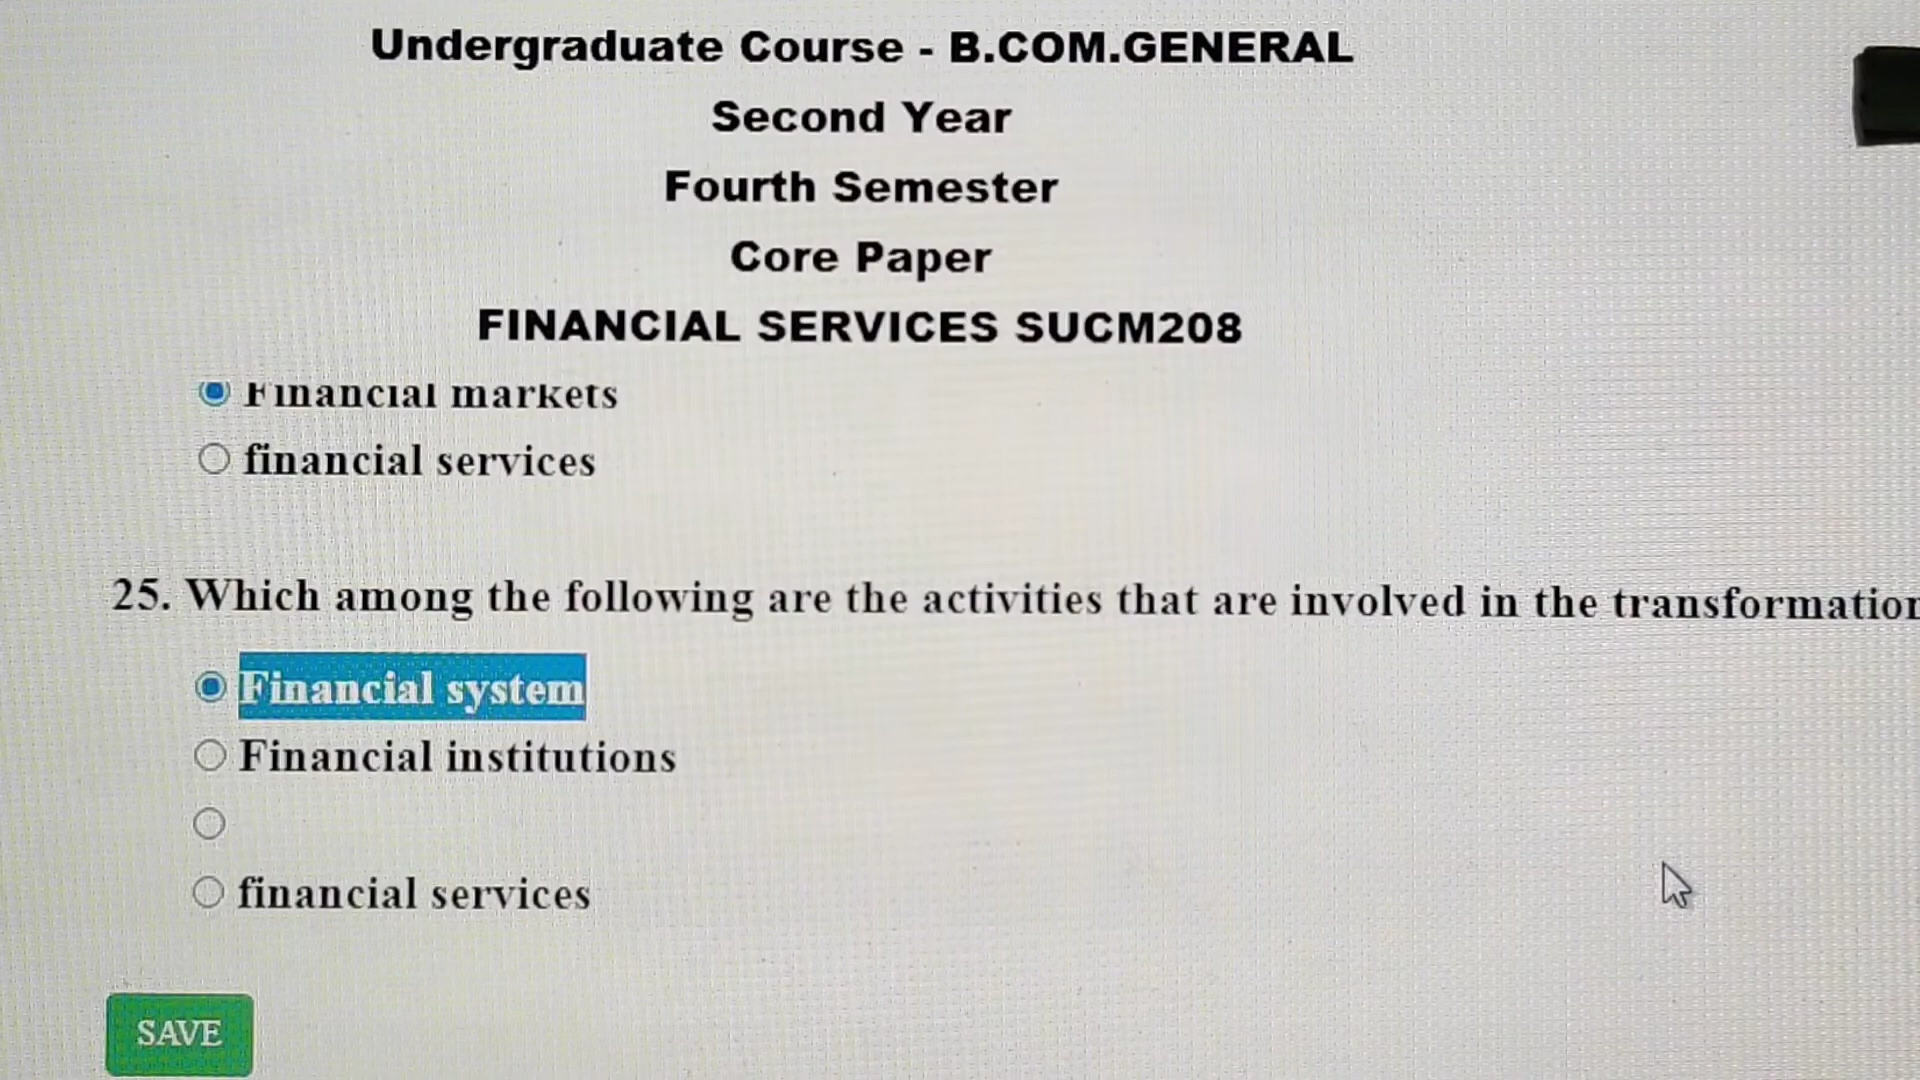 Undergraduate Course - B.COM.GENERAL
Second Year
Fourth Semester
Core Paper
FINANCIAL SERVICES SUCM208
Financial markets
financial services
25. Which among the following are the activities that are involved in the transformation
Financial system
Financial institutions
financial services
SAVE